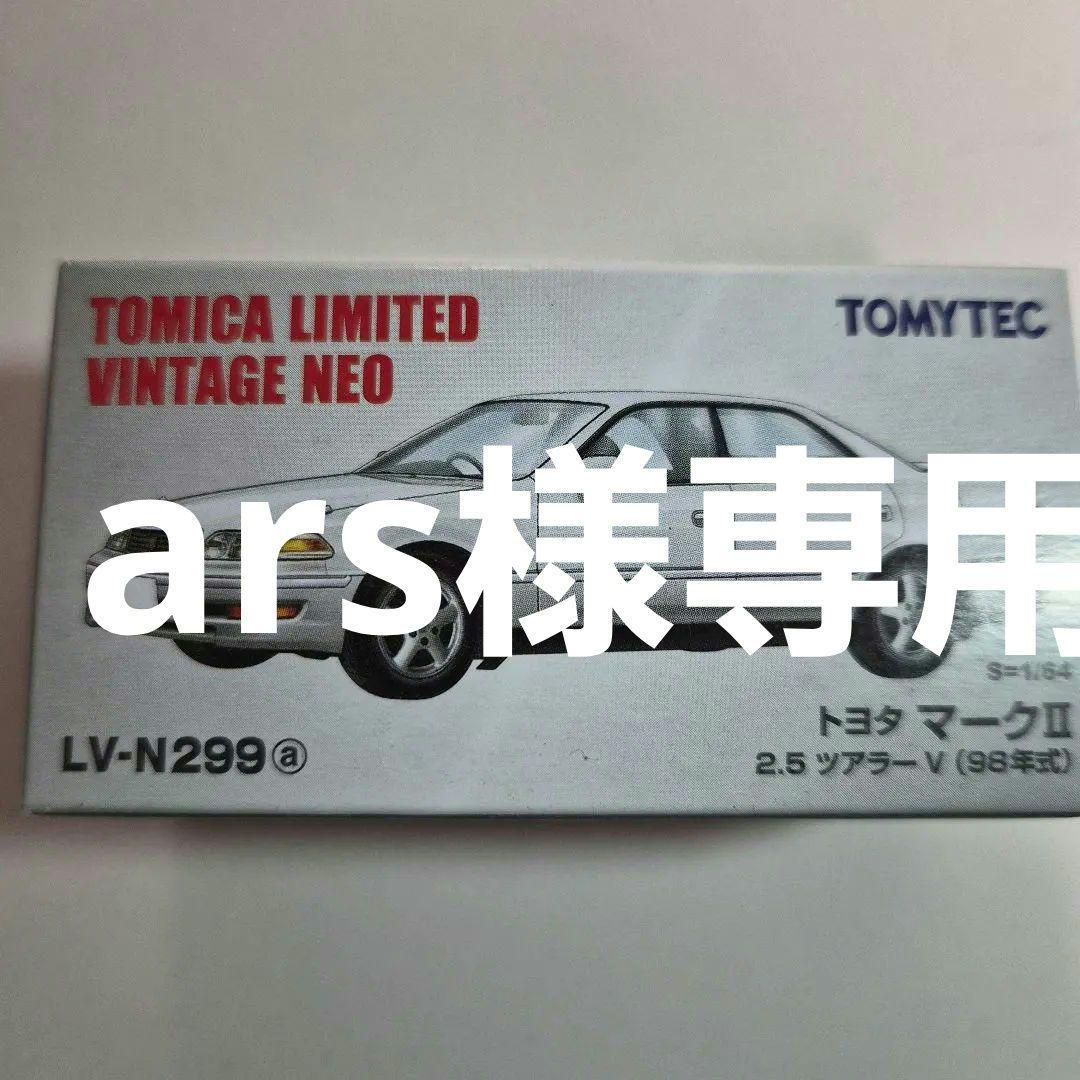 TOMICA LIMITED
VINTAGE NEO
TOMYTEC
ars様専用
S=1/64
トヨタ マークⅡ
2.5 ツアラー V (98年式)
LV-N299ⓐ